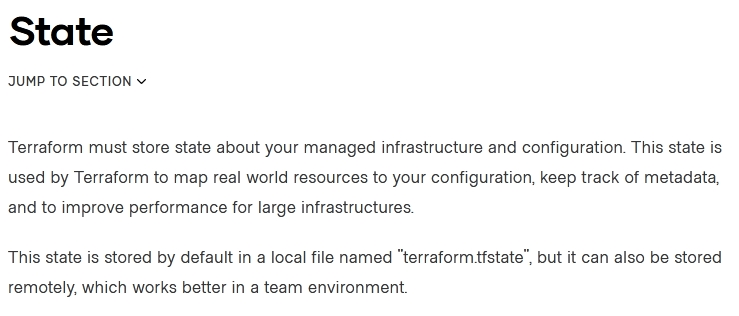 State
JUMP TO SECTION
Terraform must store state about your managed infrastructure and configuration. This state is
used by Terraform to map real world resources to your configuration, keep track of metadata,
and to improve performance for large infrastructures.
This state is stored by default in a local file named "terraform.tfstate", but it can also be stored
remotely, which works better in a team environment.